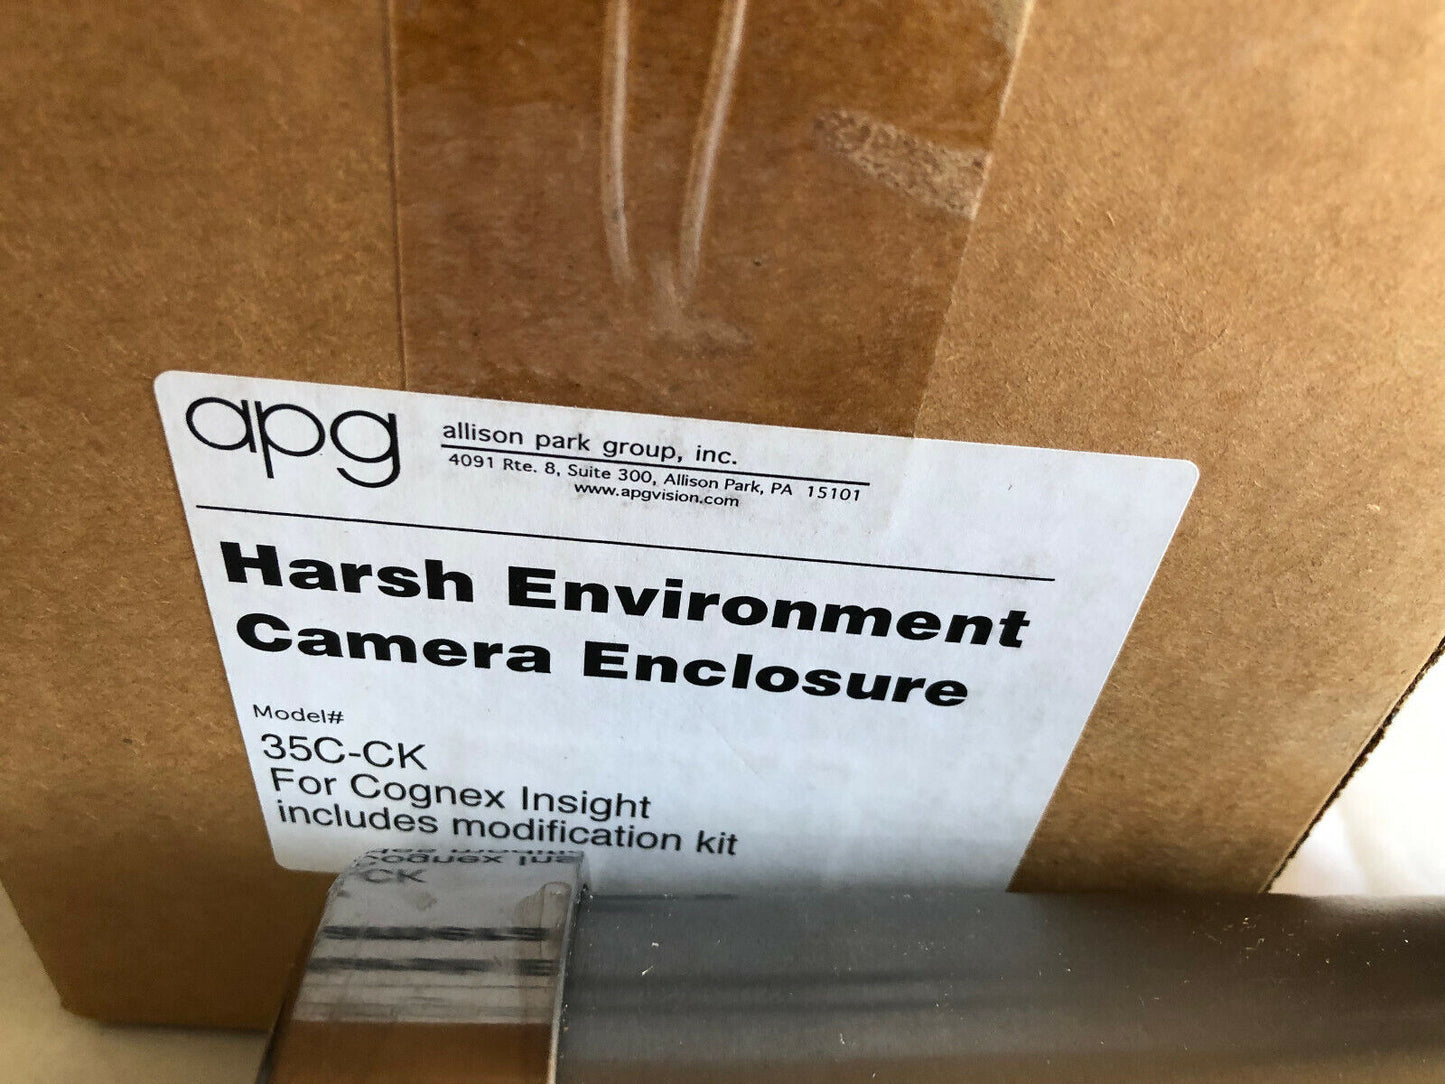 apg
allison park group, inc.
4091 Rte. 8, Suite 300, Allison Park, PA 15101
www.apgvision.com
Harsh Environment
Camera Enclosure
Model#
35C-CK
For Cognex Insight
includes modification kit